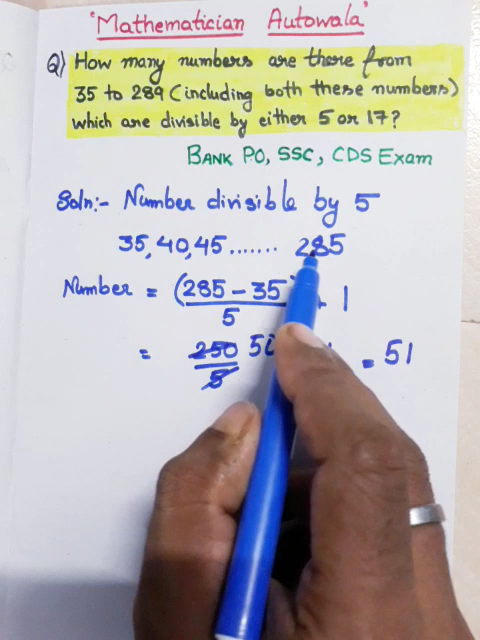 "Mathematician Autowala"
Q) How many numbers are there from
35 to 289 (including both these numbers)
which are divisible by either 5 or 17?
BANK PO, SSC, CDS Exam
Soln:- Number divisible by 5
35, 40, 45....... 285
Number = (285 - 35) / 5 + 1
= 250 / 5 50 = 51